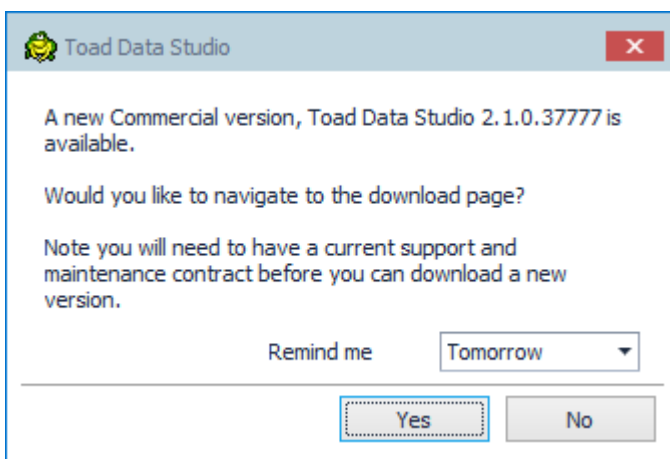 Toad Data Studio
A new Commercial version, Toad Data Studio 2.1.0.37777 is
available.
Would you like to navigate to the download page?
Note you will need to have a current support and
maintenance contract before you can download a new
version.
Remind me Tomorrow
Yes No